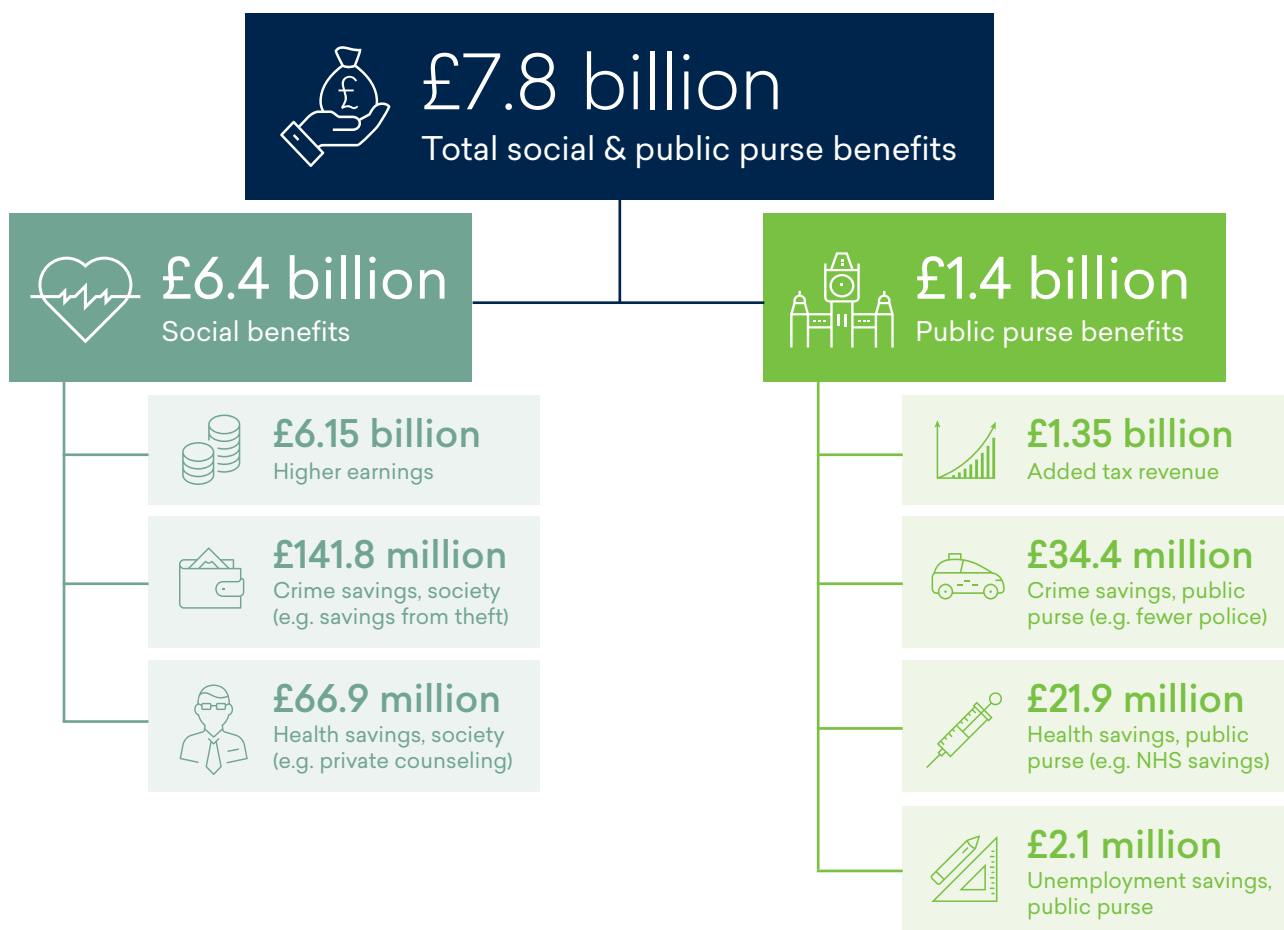 £
£7.8 billion
Total social & public purse benefits
£6.4 billion
Social benefits
£6.15 billion
Higher earnings
£141.8 million
Crime savings, society
(e.g. savings from theft)
£66.9 million
Health savings, society
(e.g. private counseling)
£1.4 billion
Public purse benefits
£1.35 billion
Added tax revenue
£34.4 million
Crime savings, public
purse (e.g. fewer police)
£21.9 million
Health savings, public
purse (e.g. NHS savings)
£2.1 million
Unemployment savings,
public purse